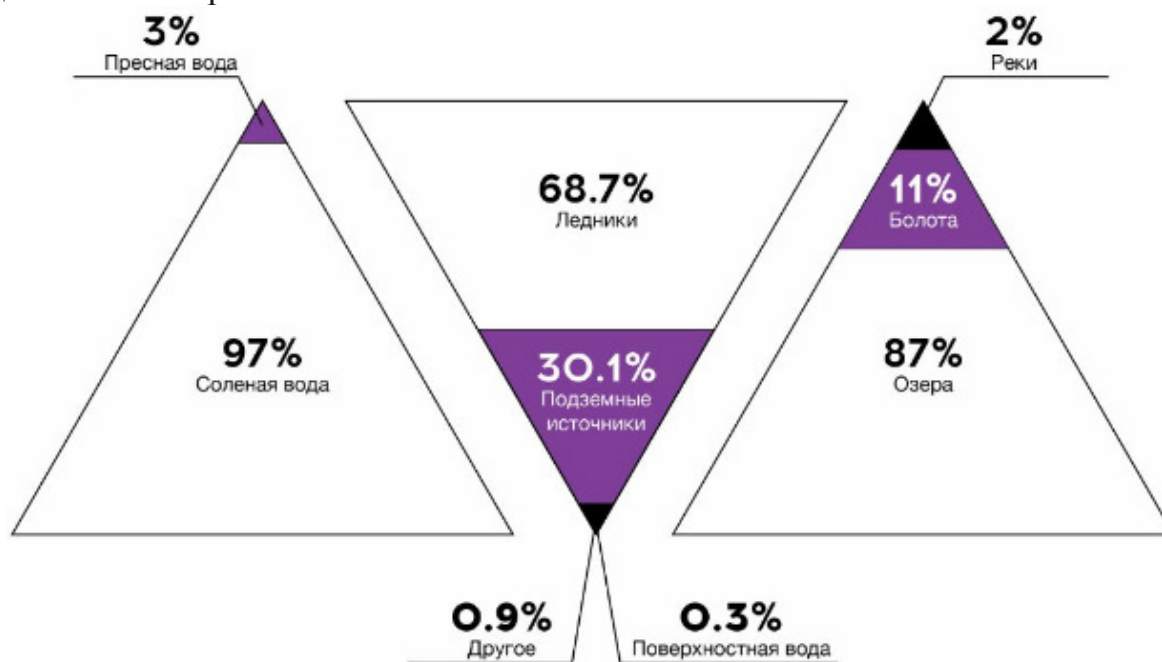 3%
Пресная вода
97%
Соленая вода
68.7%
Ледники
30.1%
Подземные
источники
0.9%
Другое
0.3%
Поверхностная вода
2%
Реки
11%
Болота
87%
Озера